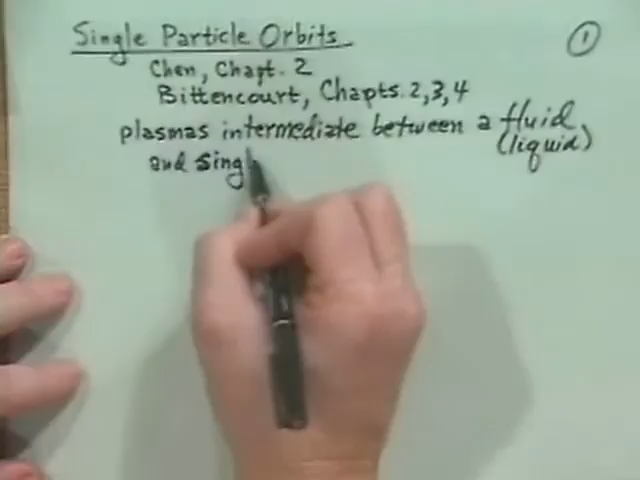 Single Particle Orbits
①
Chen, Chapt. 2
Bittencourt, Chapts. 2, 3, 4
plasmas intermediate between a fluid
(liquid)
and sing